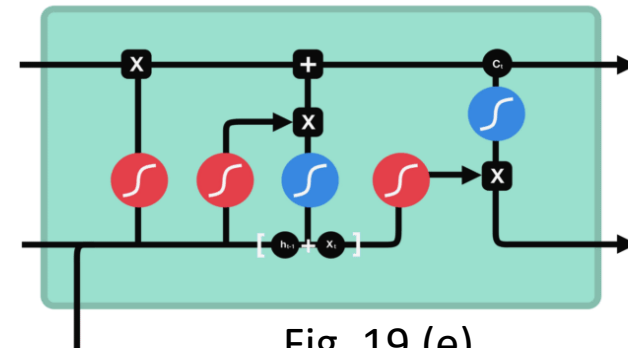 X + Cₜ
X
X
[ hₜ₋₁ + Xₜ ]
Fig. 19 (e)